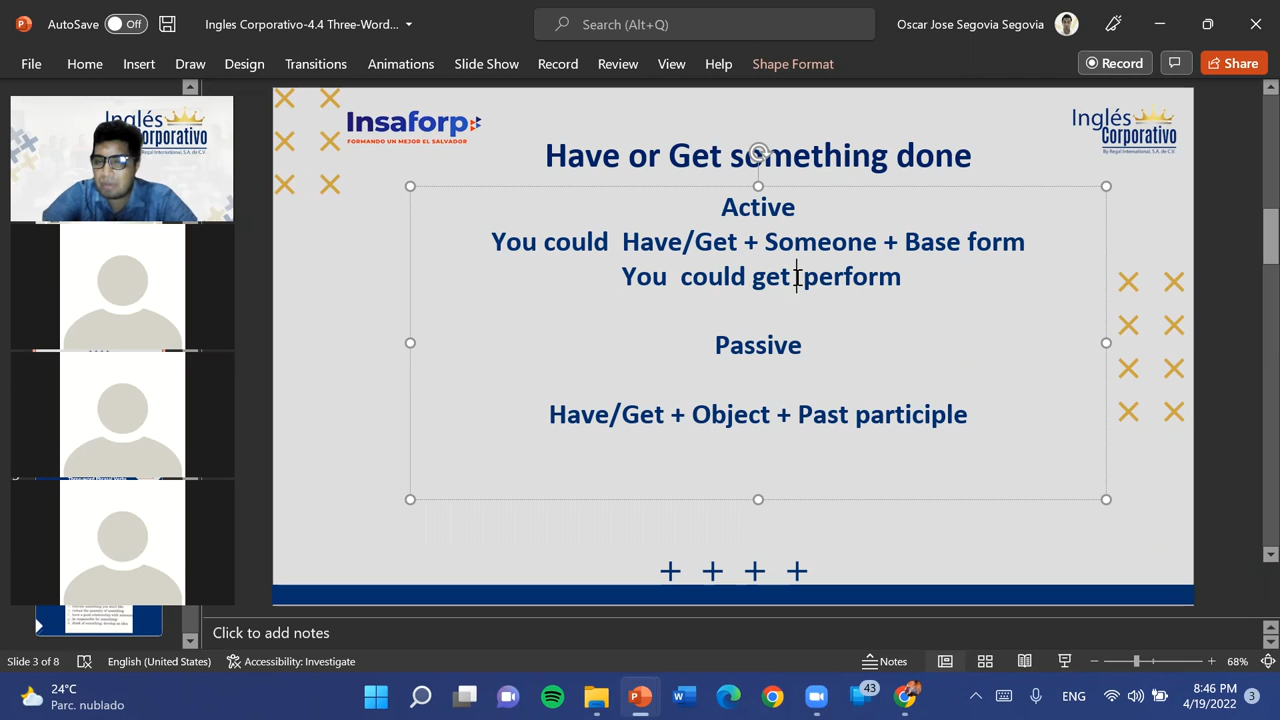 AutoSave Off Ingles Corporativo-4.4 Three-Word... Search (Alt+Q) Oscar Jose Segovia Segovia
File Home Insert Draw Design Transitions Animations Slide Show Record Review View Help Shape Format Record Share
Inglés
Corporativo
Insaforp
FORMANDO UN MEJOR EL SALVADOR
Inglés
Corporativo
By Regal International, S.A. de C.V.
Have or Get something done
Active
You could Have/Get + Someone + Base form
You could get perform
Passive
Have/Get + Object + Past participle
Click to add notes
Slide 3 of 8 English (United States) Accessibility: Investigate Notes 68%
24°C
Parc. nublado
43
ENG
8:46 PM
4/19/2022
3